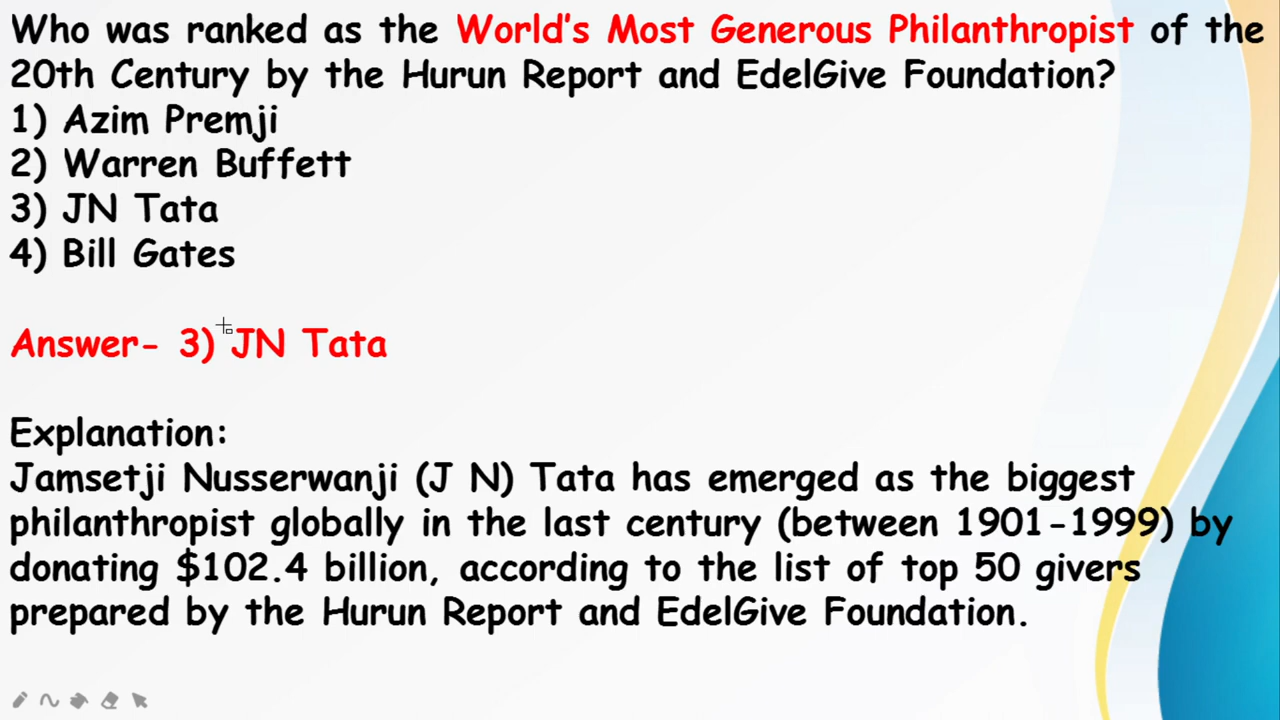 Who was ranked as the World's Most Generous Philanthropist of the
20th Century by the Hurun Report and EdelGive Foundation?
1) Azim Premji
2) Warren Buffett
3) JN Tata
4) Bill Gates
Answer- 3) JN Tata
Explanation:
Jamsetji Nusserwanji (J N) Tata has emerged as the biggest
philanthropist globally in the last century (between 1901-1999) by
donating $102.4 billion, according to the list of top 50 givers
prepared by the Hurun Report and EdelGive Foundation.